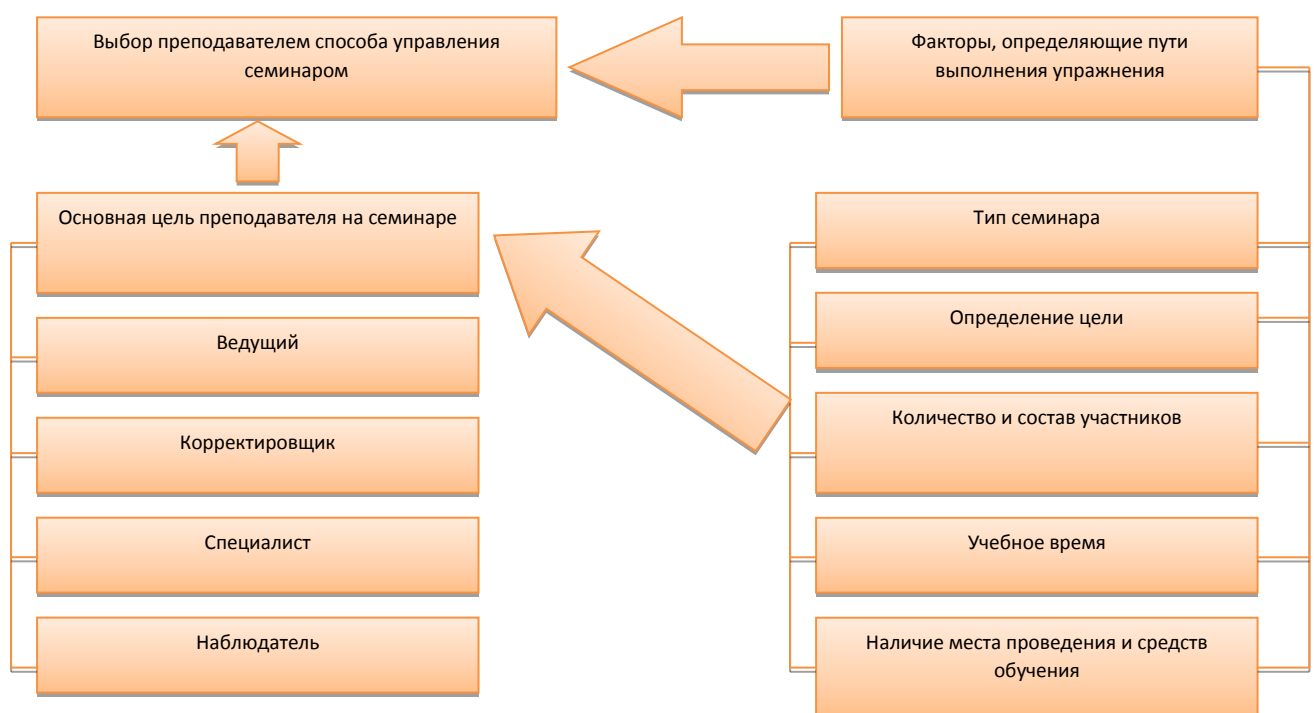 Выбор преподавателем способа управления
семинаром
Факторы, определяющие пути
выполнения упражнения
Основная цель преподавателя на семинаре
Ведущий
Корректировщик
Специалист
Наблюдатель
Тип семинара
Определение цели
Количество и состав участников
Учебное время
Наличие места проведения и средств
обучения